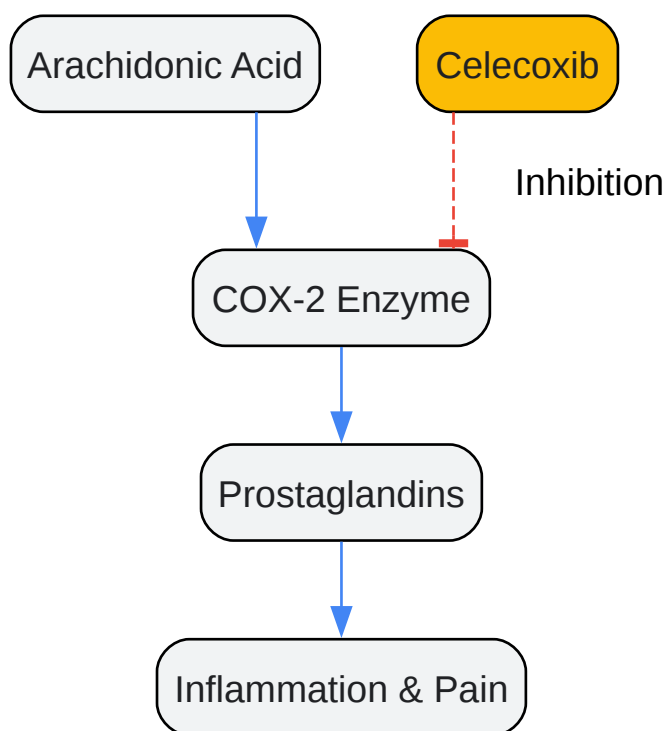 Arachidonic Acid
Celecoxib
Inhibition
COX-2 Enzyme
Prostaglandins
Inflammation & Pain